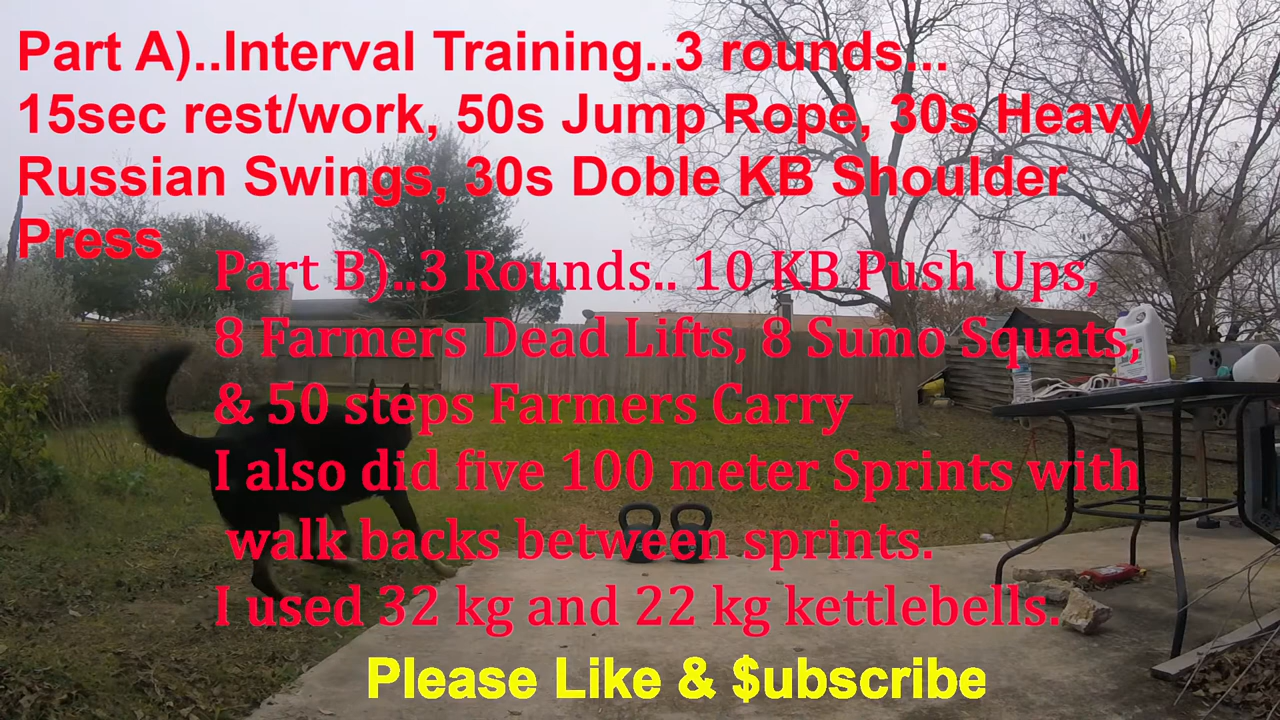 Part A)..Interval Training..3 rounds...
15sec rest/work, 50s Jump Rope, 30s Heavy
Russian Swings, 30s Doble KB Shoulder
Press
Part B)..3 Rounds.. 10 KB Push Ups,
8 Farmers Dead Lifts, 8 Sumo Squats,
& 50 steps Farmers Carry
I also did five 100 meter Sprints with
walk backs between sprints.
I used 32 kg and 22 kg kettlebells.
Please Like & $ubscribe